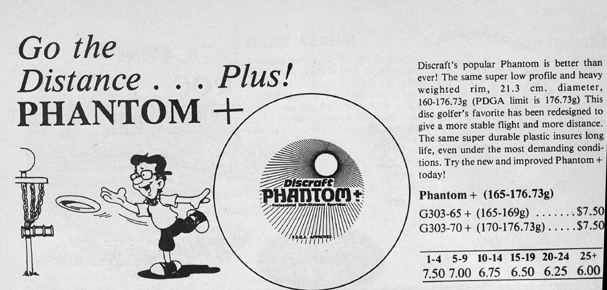 Go the
Distance . . . Plus!
PHANTOM +
Discraft
PHANTOM+
P.D.G.A. APPROVED
Discraft's popular Phantom is better than
ever! The same super low profile and heavy
weighted rim, 21.3 cm. diameter,
160-176.73g (PDGA limit is 176.73g) This
disc golfer's favorite has been redesigned to
give a more stable flight and more distance.
The same super durable plastic insures long
life, even under the most demanding condi-
tions. Try the new and improved Phantom +
today!
Phantom + (165-176.73g)
G303-65 + (165-169g) . . . . . . . $7.50
G303-70 + (170-176.73g) . . . . . $7.50
1-4 5-9 10-14 15-19 20-24 25+
7.50 7.00 6.75 6.50 6.25 6.00